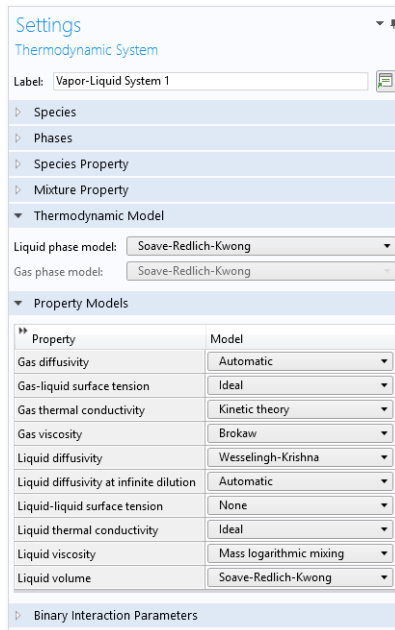 Settings
Thermodynamic System
Label: Vapor-Liquid System 1
Species
Phases
Species Property
Mixture Property
Thermodynamic Model
Liquid phase model: Soave-Redlich-Kwong
Gas phase model: Soave-Redlich-Kwong
Property Models
Property Model
Gas diffusivity Automatic
Gas-liquid surface tension Ideal
Gas thermal conductivity Kinetic theory
Gas viscosity Brokaw
Liquid diffusivity Wesselingh-Krishna
Liquid diffusivity at infinite dilution Automatic
Liquid-liquid surface tension None
Liquid thermal conductivity Ideal
Liquid viscosity Mass logarithmic mixing
Liquid volume Soave-Redlich-Kwong
Binary Interaction Parameters